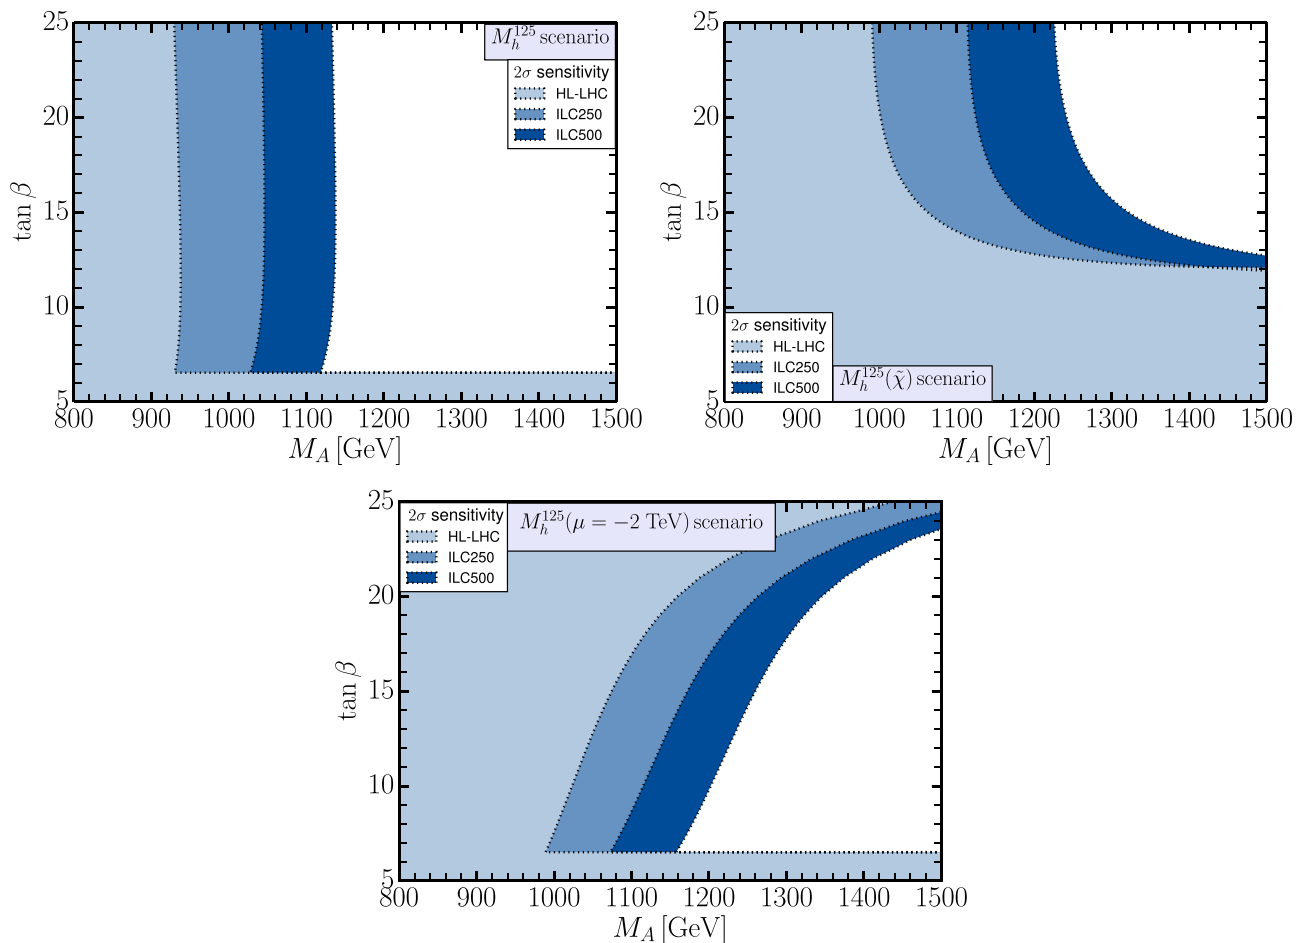 25
20
15
10
5
tan β
800 900 1000 1100 1200 1300 1400 1500
M_A [GeV]
M_h^125 scenario
2σ sensitivity
HL-LHC
ILC250
ILC500
25
20
15
10
5
tan β
800 900 1000 1100 1200 1300 1400 1500
M_A [GeV]
2σ sensitivity
HL-LHC
ILC250
ILC500
M_h^125(χ̃) scenario
25
20
15
10
5
tan β
800 900 1000 1100 1200 1300 1400 1500
M_A [GeV]
2σ sensitivity
HL-LHC
ILC250
ILC500
M_h^125(μ = −2 TeV) scenario